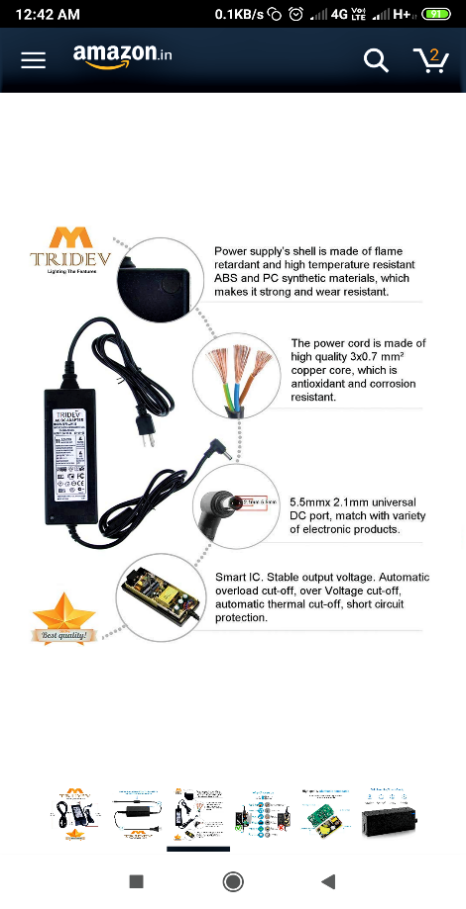 12:42 AM 0.1KB/s 4G VoLTE H+ 91
amazon.in
2
TRIDEV
Lighting The Features
Power supply's shell is made of flame
retardant and high temperature resistant
ABS and PC synthetic materials, which
makes it strong and wear resistant.
The power cord is made of
high quality 3x0.7 mm²
copper core, which is
antioxidant and corrosion
resistant.
TRIDEV
5.5mmx 2.1mm universal
DC port, match with variety
of electronic products.
Smart IC. Stable output voltage. Automatic
overload cut-off, over Voltage cut-off,
automatic thermal cut-off, short circuit
protection.
Best quality!
TRIDEV